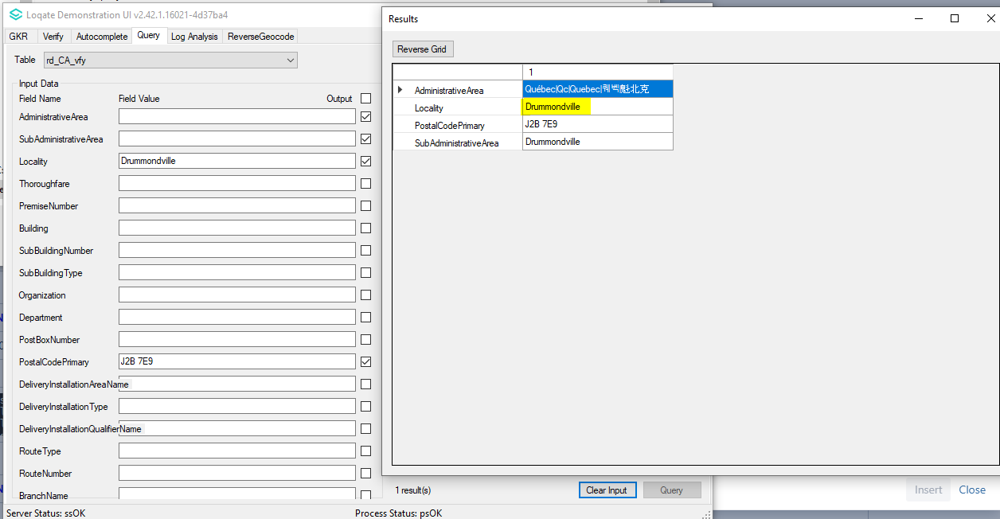 Loqate Demonstration UI v2.42.1.16021-4d37ba4
GKR Verify Autocomplete Query Log Analysis ReverseGeocode
Table rd_CA_vfy
Input Data
Field Name Field Value Output
AdministrativeArea
SubAdministrativeArea
Locality Drummondville
Thoroughfare
PremiseNumber
Building
SubBuildingNumber
SubBuildingType
Organization
Department
PostBoxNumber
PostalCodePrimary J2B 7E9
DeliveryInstallationAreaName
DeliveryInstallationType
DeliveryInstallationQualifierName
RouteType
RouteNumber
BranchName
Server Status: ssOK Process Status: psOK
Results
Reverse Grid
1
AdministrativeArea Québec|Qc|Quebec|퀘벡|魁北克
Locality Drummondville
PostalCodePrimary J2B 7E9
SubAdministrativeArea Drummondville
1 result(s) Clear Input Query
Insert Close